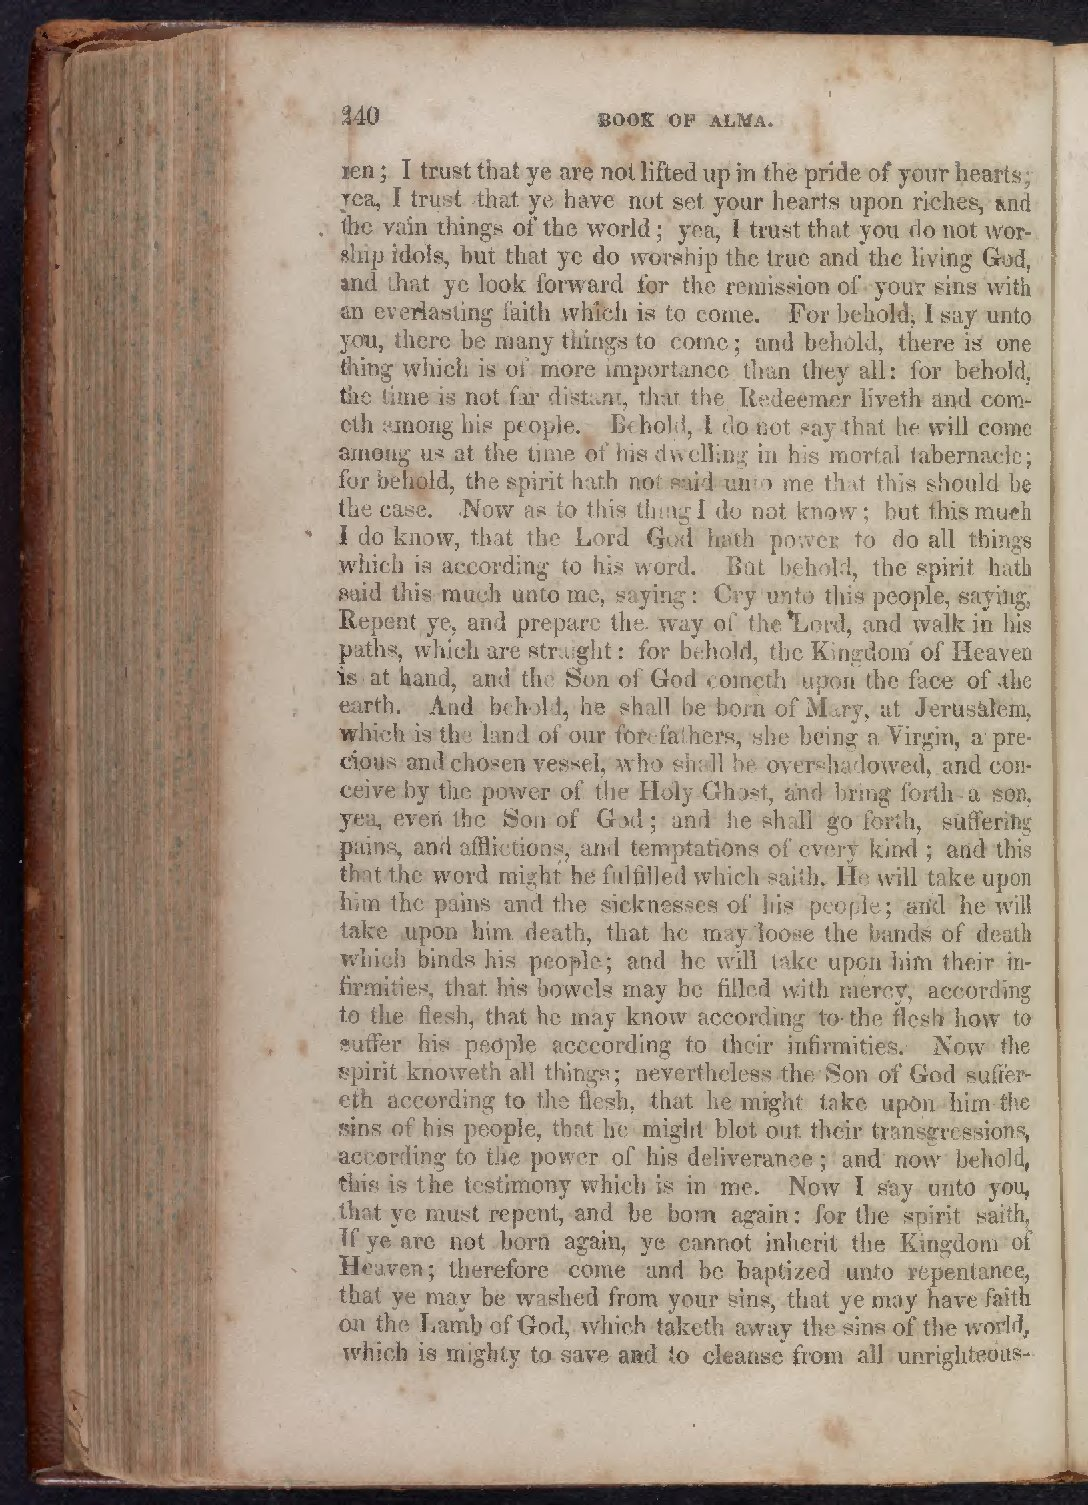 240 BOOK OF ALMA.
ren; I trust that ye are not lifted up in the pride of your hearts;
yea, I trust that ye have not set your hearts upon riches, and
the vain things of the world; yea, I trust that you do not wor-
ship idols, but that ye do worship the true and the living God,
and that ye look forward for the remission of your sins with
an everlasting faith which is to come. For behold, I say unto
you, there be many things to come; and behold, there is one
thing which is of more importance than they all: for behold,
the time is not far distant, that the Redeemer liveth and com-
eth among his people. Behold, I do not say that he will come
among us at the time of his dwelling in his mortal tabernacle;
for behold, the spirit hath not said unto me that this should be
the case. Now as to this thing I do not know; but this much
I do know, that the Lord God hath power to do all things
which is according to his word. But behold, the spirit hath
said this much unto me, saying: Cry unto this people, saying,
Repent ye, and prepare the way of the Lord, and walk in his
paths, which are straight: for behold, the Kingdom of Heaven
is at hand, and the Son of God cometh upon the face of the
earth. And behold, he shall be born of Mary, at Jerusalem,
which is the land of our forefathers, she being a Virgin, a pre-
cious and chosen vessel, who shall be overshadowed, and con-
ceive by the power of the Holy Ghost, and bring forth a son,
yea, even the Son of God; and he shall go forth, suffering
pains, and afflictions, and temptations of every kind; and this
that the word might be fulfilled which saith, He will take upon
him the pains and the sicknesses of his people; and he will
take upon him death, that he may loose the bands of death
which binds his people; and he will take upon him their in-
firmities, that his bowels may be filled with mercy, according
to the flesh, that he may know according to the flesh how to
suffer his people acccording to their infirmities. Now the
spirit knoweth all things; nevertheless the Son of God suffer-
eth according to the flesh, that he might take upon him the
sins of his people, that he might blot out their transgressions,
according to the power of his deliverance; and now behold,
this is the testimony which is in me. Now I say unto you,
that ye must repent, and be born again: for the spirit saith,
If ye are not born again, ye cannot inherit the Kingdom of
Heaven; therefore come and be baptized unto repentance,
that ye may be washed from your sins, that ye may have faith
on the Lamb of God, which taketh away the sins of the world,
which is mighty to save and to cleanse from all unrighteous-